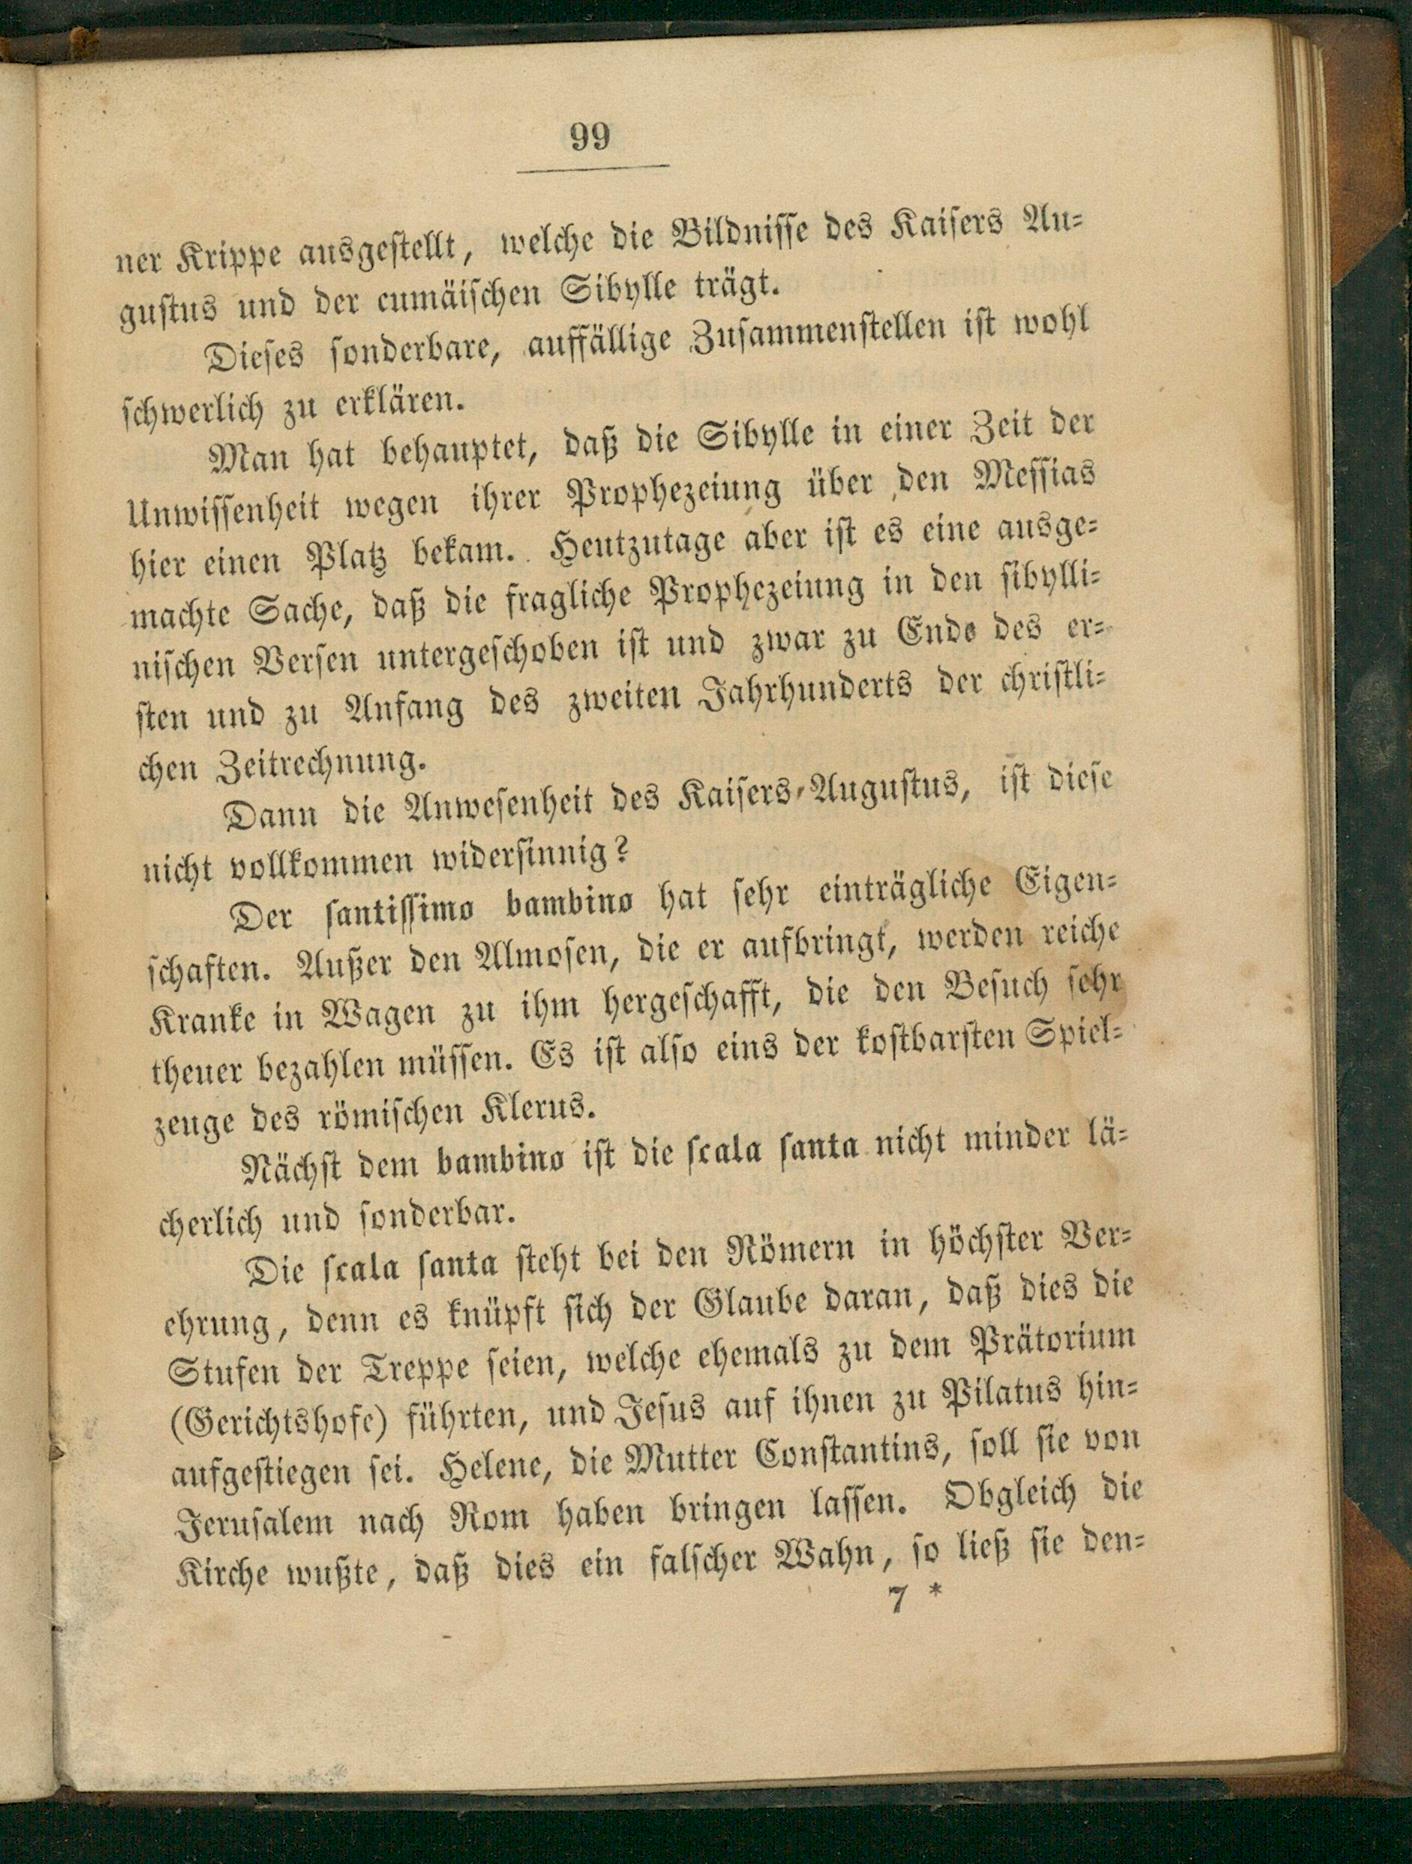 99
ner Krippe ausgestellt, welche die Bildnisse des Kaisers Au-
gustus und der cumäischen Sibylle trägt.
Dieses sonderbare, auffällige Zusammenstellen ist wohl
schwerlich zu erklären.
Man hat behauptet, daß die Sibylle in einer Zeit der
Unwissenheit wegen ihrer Prophezeiung über den Messias
hier einen Platz bekam. Heutzutage aber ist es eine ausge-
machte Sache, daß die fragliche Prophezeiung in den sibylli-
nischen Versen untergeschoben ist und zwar zu Ende des er-
sten und zu Anfang des zweiten Jahrhunderts der christli-
chen Zeitrechnung.
Dann die Anwesenheit des Kaisers Augustus, ist diese
nicht vollkommen widersinnig?
Der santissimo bambino hat sehr einträgliche Eigen-
schaften. Außer den Almosen, die er aufbringt, werden reiche
Kranke in Wagen zu ihm hergeschafft, die den Besuch sehr
theuer bezahlen müssen. Es ist also eins der kostbarsten Spiel-
zeuge des römischen Klerus.
Nächst dem bambino ist die scala santa nicht minder lä-
cherlich und sonderbar.
Die scala santa steht bei den Römern in höchster Ver-
ehrung, denn es knüpft sich der Glaube daran, daß dies die
Stufen der Treppe seien, welche ehemals zu dem Prätorium
(Gerichtshofe) führten, und Jesus auf ihnen zu Pilatus hin-
aufgestiegen sei. Helene, die Mutter Constantins, soll sie von
Jerusalem nach Rom haben bringen lassen. Obgleich die
Kirche wußte, daß dies ein falscher Wahn, so ließ sie den-
7 *